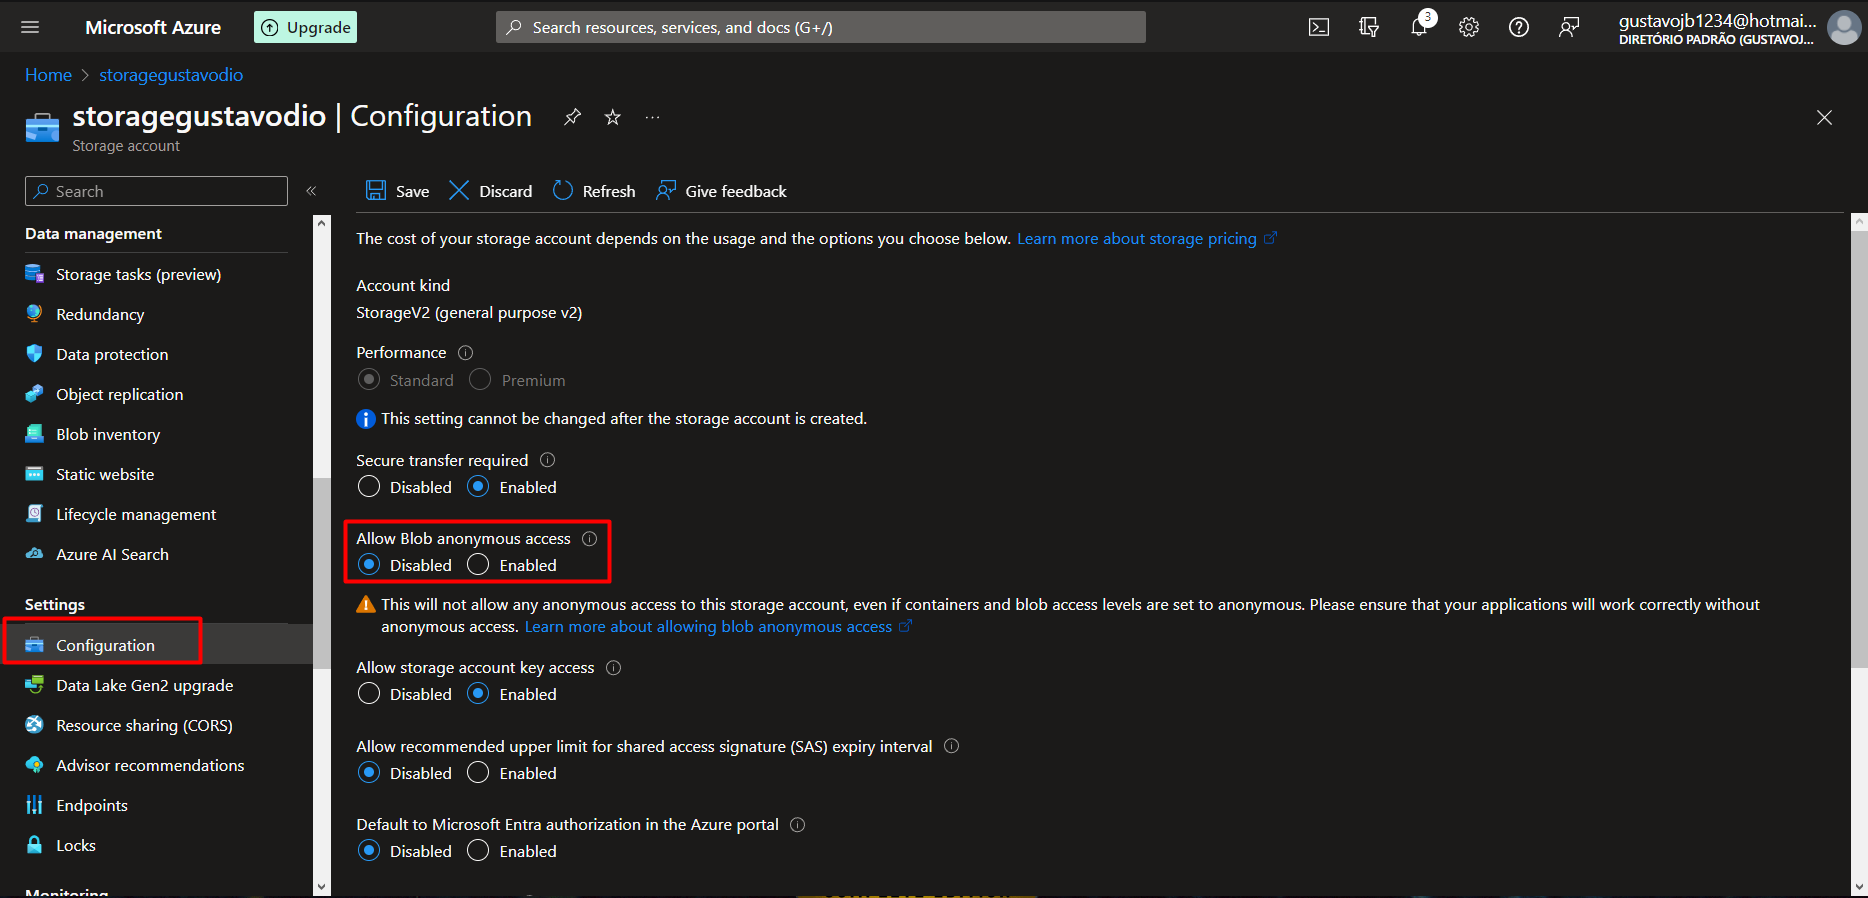 Microsoft Azure
Upgrade
Search resources, services, and docs (G+/)
3
gustavojb1234@hotmai...
DIRETÓRIO PADRÃO (GUSTAVOJ...
Home > storagegustavodio
storagegustavodio | Configuration
Storage account
Search
Data management
Storage tasks (preview)
Redundancy
Data protection
Object replication
Blob inventory
Static website
Lifecycle management
Azure AI Search
Settings
Configuration
Data Lake Gen2 upgrade
Resource sharing (CORS)
Advisor recommendations
Endpoints
Locks
Monitoring
Save Discard Refresh Give feedback
The cost of your storage account depends on the usage and the options you choose below. Learn more about storage pricing
Account kind
StorageV2 (general purpose v2)
Performance
Standard Premium
This setting cannot be changed after the storage account is created.
Secure transfer required
Disabled Enabled
Allow Blob anonymous access
Disabled Enabled
This will not allow any anonymous access to this storage account, even if containers and blob access levels are set to anonymous. Please ensure that your applications will work correctly without
anonymous access. Learn more about allowing blob anonymous access
Allow storage account key access
Disabled Enabled
Allow recommended upper limit for shared access signature (SAS) expiry interval
Disabled Enabled
Default to Microsoft Entra authorization in the Azure portal
Disabled Enabled